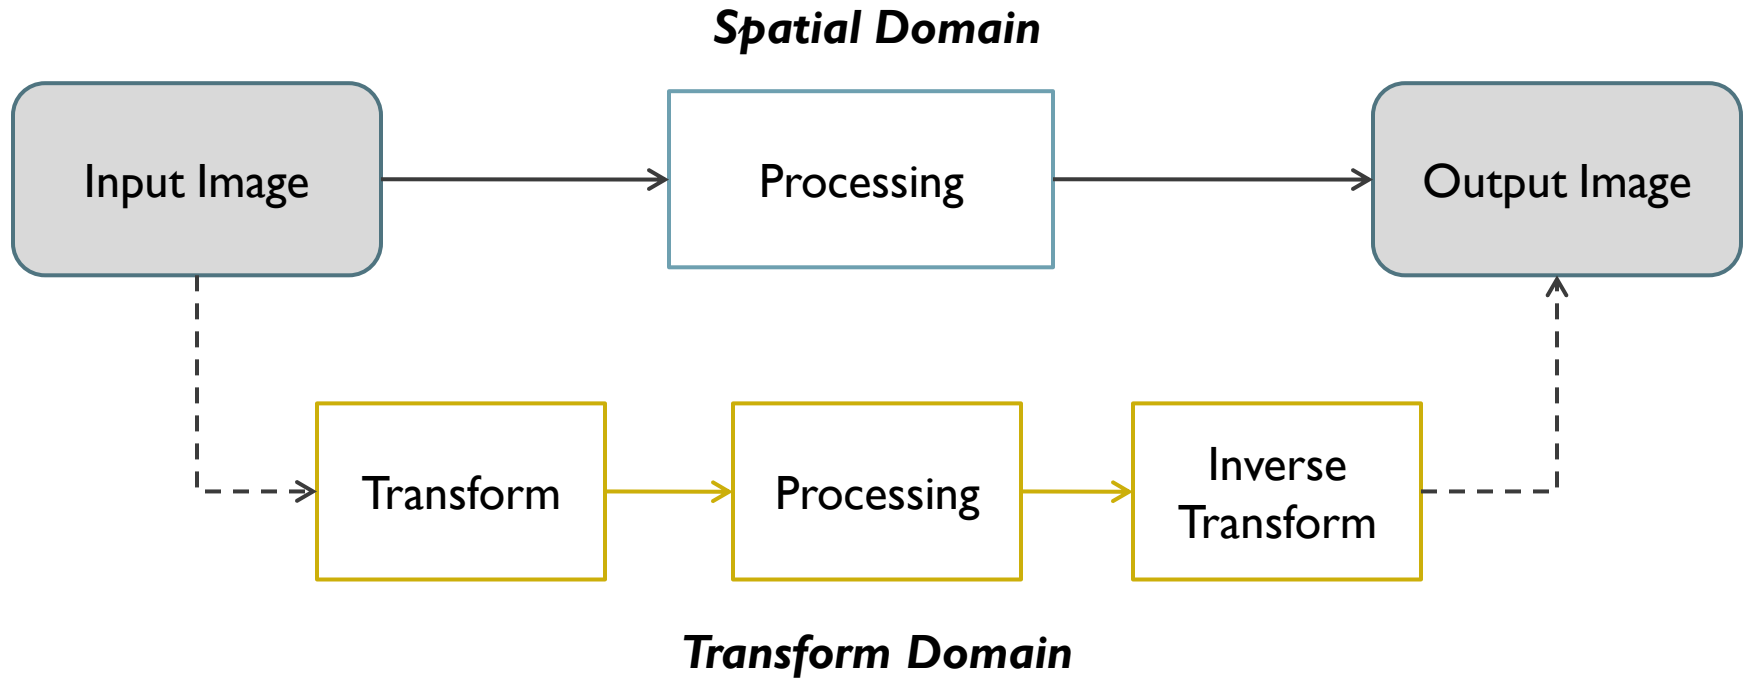 Spatial Domain
Input Image
Processing
Output Image
Transform
Processing
Inverse
Transform
Transform Domain